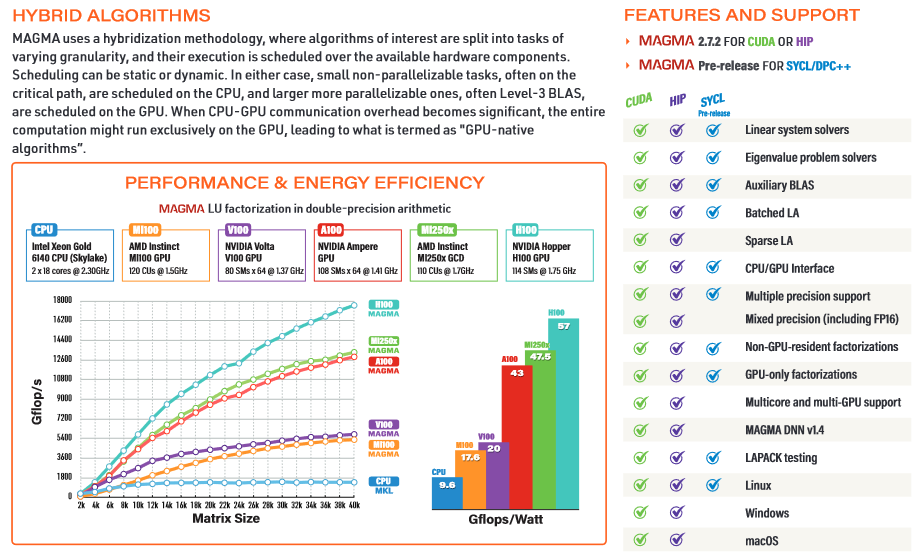 HYBRID ALGORITHMS
MAGMA uses a hybridization methodology, where algorithms of interest are split into tasks of
varying granularity, and their execution is scheduled over the available hardware components.
Scheduling can be static or dynamic. In either case, small non-parallelizable tasks, often on the
critical path, are scheduled on the CPU, and larger more parallelizable ones, often Level-3 BLAS,
are scheduled on the GPU. When CPU-GPU communication overhead becomes significant, the entire
computation might run exclusively on the GPU, leading to what is termed as "GPU-native
algorithms".
PERFORMANCE & ENERGY EFFICIENCY
MAGMA LU factorization in double-precision arithmetic
CPU
Intel Xeon Gold
6140 CPU (Skylake)
2 x 18 cores @ 2.30GHz
MI100
AMD Instinct
MI100 GPU
120 CUs @ 1.5GHz
V100
NVIDIA Volta
V100 GPU
80 SMs x 64 @ 1.37 GHz
A100
NVIDIA Ampere
GPU
108 SMs x 64 @ 1.41 GHz
MI250x
AMD Instinct
MI250x GCD
110 CUs @ 1.7GHz
H100
NVIDIA Hopper
H100 GPU
114 SMs @ 1.75 GHz
Gflop/s
18000
16200
14400
12600
10800
9000
7200
5400
3600
1800
0
2k 4k 6k 8k 10k 12k 14k 16k 18k 20k 22k 24k 26k 28k 30k 32k 34k 36k 38k 40k
Matrix Size
H100
MAGMA
MI250x
MAGMA
A100
MAGMA
V100
MAGMA
MI100
MAGMA
CPU
MKL
CPU
9.6
MI100
17.6
V100
20
A100
43
MI250x
47.5
H100
57
Gflops/Watt
FEATURES AND SUPPORT
MAGMA 2.7.2 FOR CUDA OR HIP
MAGMA Pre-release FOR SYCL/DPC++
CUDA HIP SYCL
Pre-release
Linear system solvers
Eigenvalue problem solvers
Auxiliary BLAS
Batched LA
Sparse LA
CPU/GPU Interface
Multiple precision support
Mixed precision (including FP16)
Non-GPU-resident factorizations
GPU-only factorizations
Multicore and multi-GPU support
MAGMA DNN v1.4
LAPACK testing
Linux
Windows
macOS